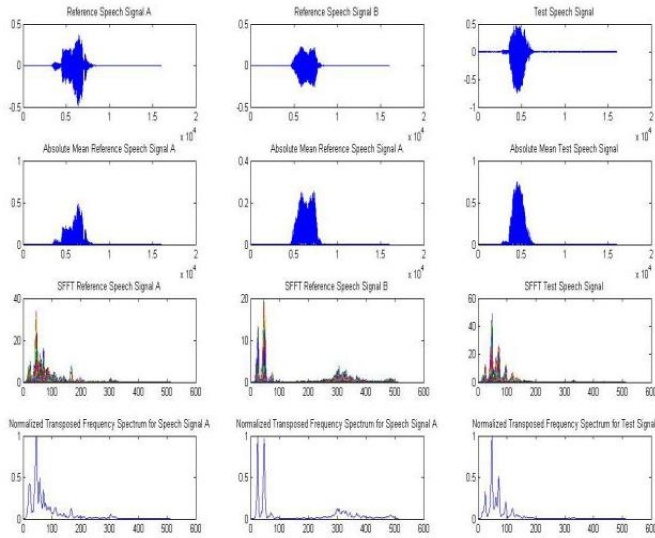 Reference Speech Signal A
Reference Speech Signal B
Test Speech Signal
0.5
0
-0.5
0 0.5 1 1.5 2
x 10^4
0.5
0
-0.5
0 0.5 1 1.5 2
x 10^4
0.5
0
-0.5
-1
0 0.5 1 1.5 2
x 10^4
Absolute Mean Reference Speech Signal A
Absolute Mean Reference Speech Signal A
Absolute Mean Test Speech Signal
1
0.5
0
0 0.5 1 1.5 2
x 10^4
0.4
0.2
0
0 0.5 1 1.5 2
x 10^4
1
0.5
0
0 0.5 1 1.5 2
x 10^4
SFFT Reference Speech Signal A
SFFT Reference Speech Signal B
SFFT Test Speech Signal
40
20
0
0 100 200 300 400 500 600
20
10
0
0 100 200 300 400 500 600
60
40
20
0
0 100 200 300 400 500 600
Normalized Transposed Frequency Spectrum for Speech Signal A
Normalized Transposed Frequency Spectrum for Speech Signal A
Normalized Transposed Frequency Spectrum for Test Signal
1
0.5
0
0 100 200 300 400 500 600
1
0.5
0
0 100 200 300 400 500 600
1
0.5
0
0 100 200 300 400 500 600